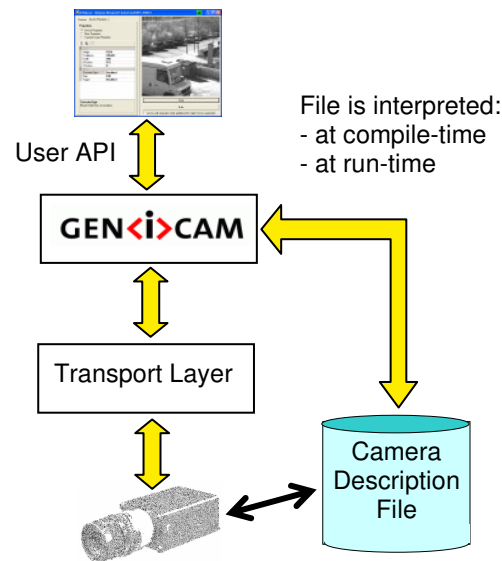 File is interpreted:
- at compile-time
- at run-time
User API
GEN<i>CAM
Transport Layer
Camera
Description
File